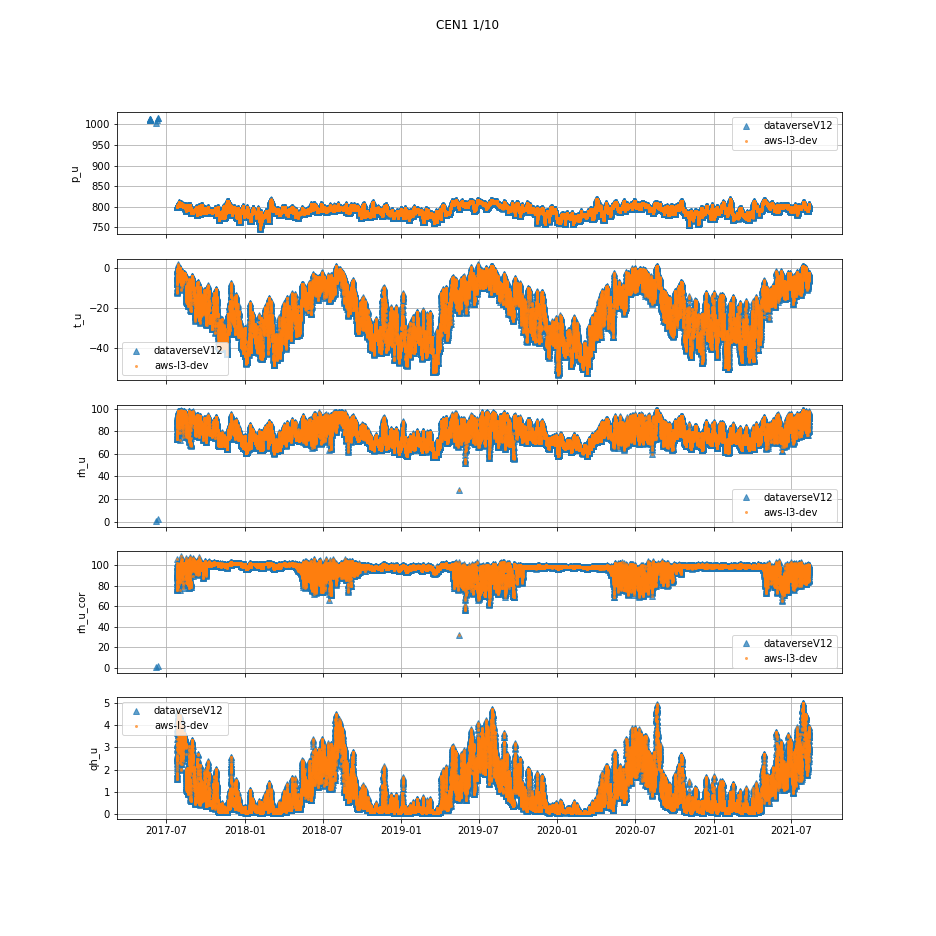 CEN1 1/10
1000
950
900
850
800
750
p_u
dataverseV12
aws-l3-dev
0
−20
−40
t_u
dataverseV12
aws-l3-dev
100
80
60
40
20
0
rh_u
dataverseV12
aws-l3-dev
100
80
60
40
20
0
rh_u_cor
dataverseV12
aws-l3-dev
5
4
3
2
1
0
qh_u
dataverseV12
aws-l3-dev
2017-07 2018-01 2018-07 2019-01 2019-07 2020-01 2020-07 2021-01 2021-07